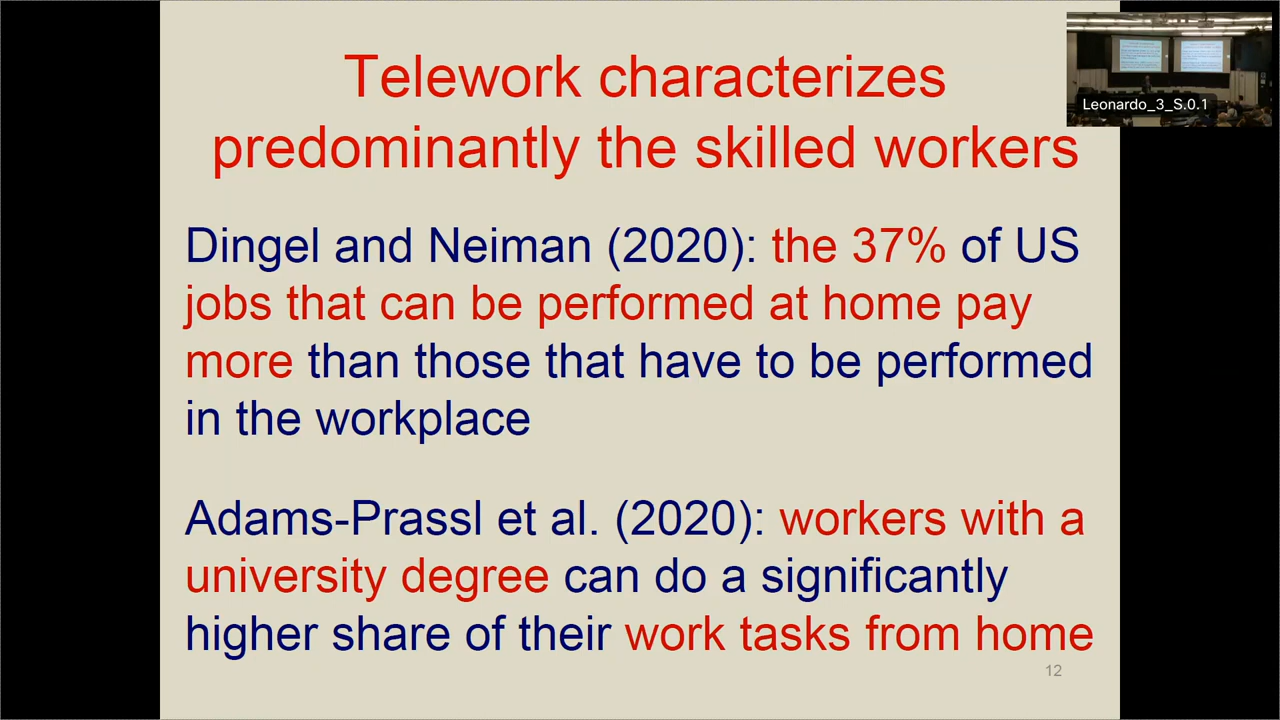 Telework characterizes
predominantly the skilled workers
Leonardo_3_S.0.1
Dingel and Neiman (2020): the 37% of US
jobs that can be performed at home pay
more than those that have to be performed
in the workplace
Adams-Prassl et al. (2020): workers with a
university degree can do a significantly
higher share of their work tasks from home
12